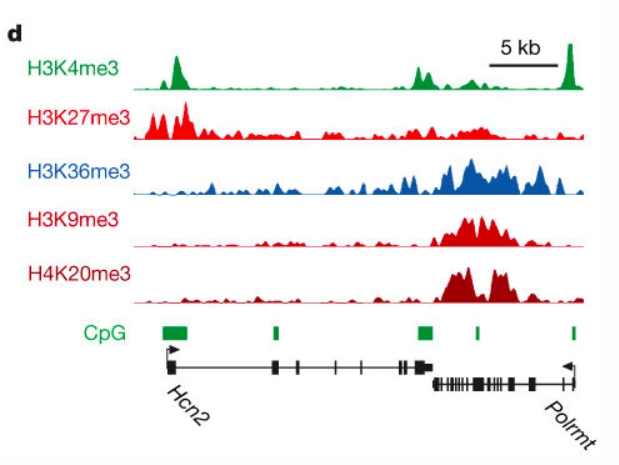 d
5 kb
H3K4me3
H3K27me3
H3K36me3
H3K9me3
H4K20me3
CpG
Hcn2
Polrmt